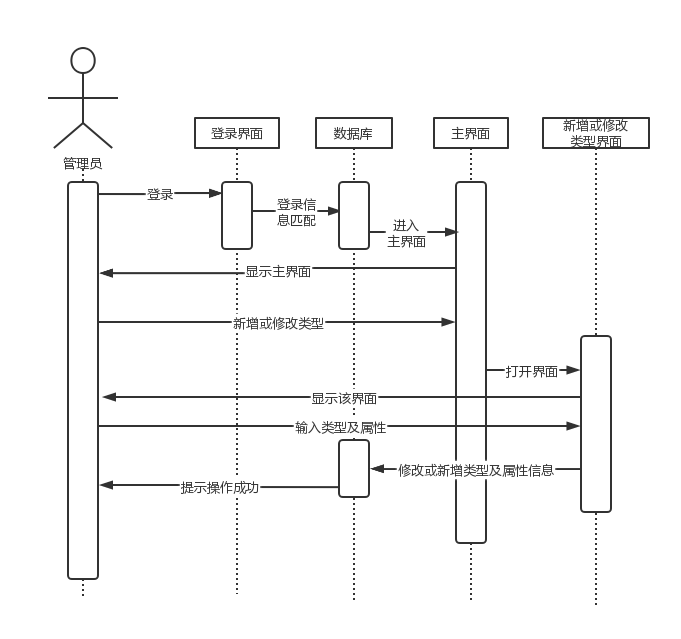 登录界面
数据库
主界面
新增或修改
类型界面
管理员
登录
登录信
息匹配
进入
主界面
显示主界面
新增或修改类型
打开界面
显示该界面
输入类型及属性
修改或新增类型及属性信息
提示操作成功